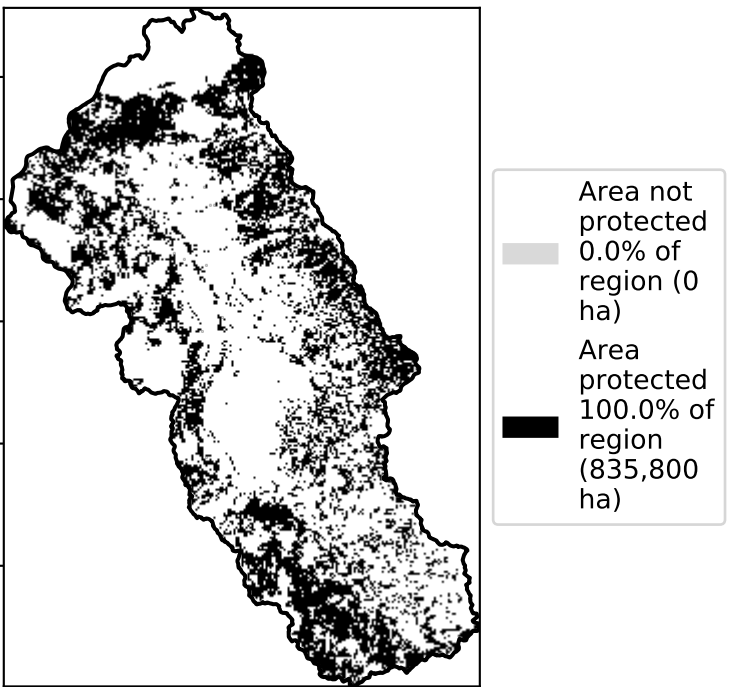 Area not
protected
0.0% of
region (0
ha)
Area
protected
100.0% of
region
(835,800
ha)